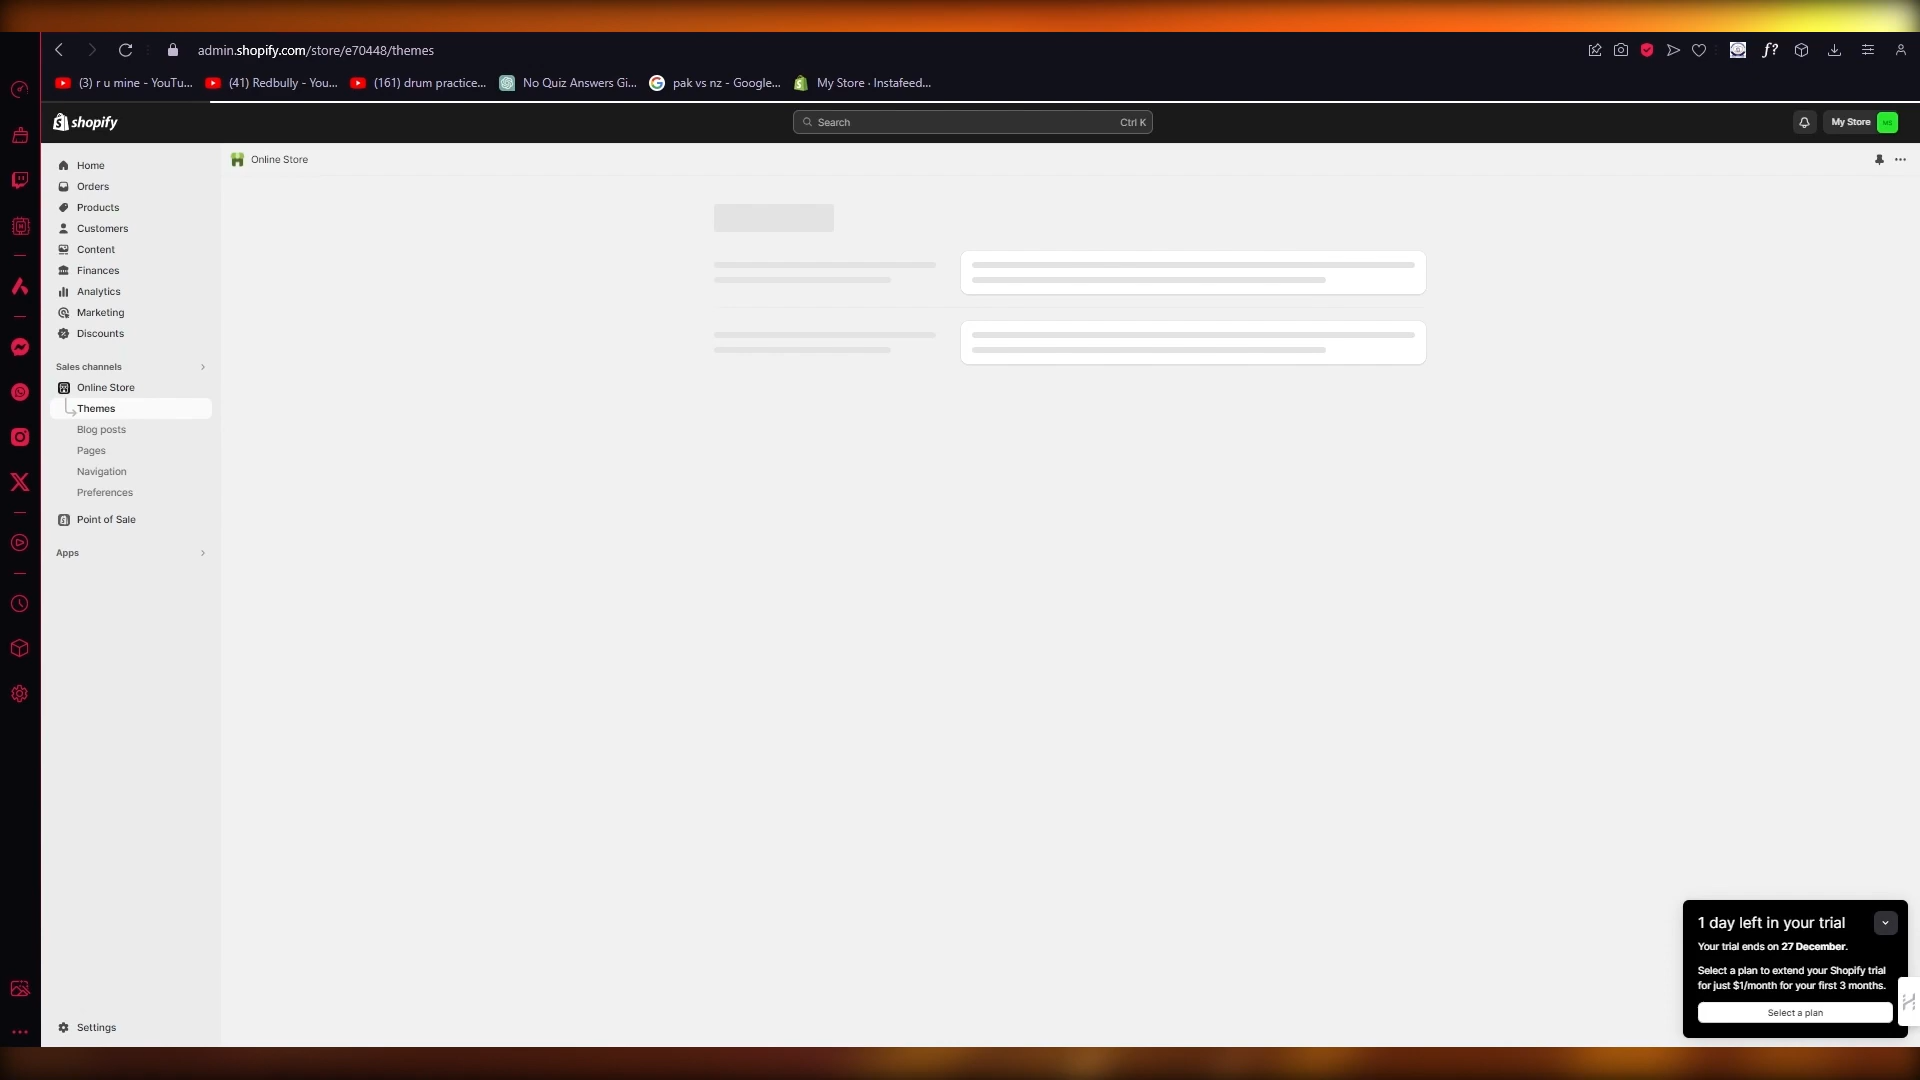 admin.shopify.com/store/e70448/themes
(3) r u mine - YouTu...
(41) Redbully - You...
(161) drum practice...
No Quiz Answers Gi...
pak vs nz - Google...
My Store · Instafeed...
shopify
Search
Ctrl K
My Store
Home
Orders
Products
Customers
Content
Finances
Analytics
Marketing
Discounts
Sales channels
Online Store
Themes
Blog posts
Pages
Navigation
Preferences
Point of Sale
Apps
Settings
Online Store
1 day left in your trial
Your trial ends on 27 December.
Select a plan to extend your Shopify trial
for just $1/month for your first 3 months.
Select a plan